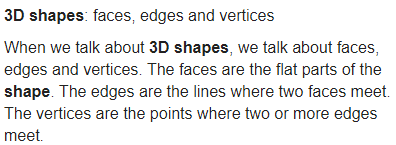 3D shapes: faces, edges and vertices
When we talk about 3D shapes, we talk about faces,
edges and vertices. The faces are the flat parts of the
shape. The edges are the lines where two faces meet.
The vertices are the points where two or more edges
meet.